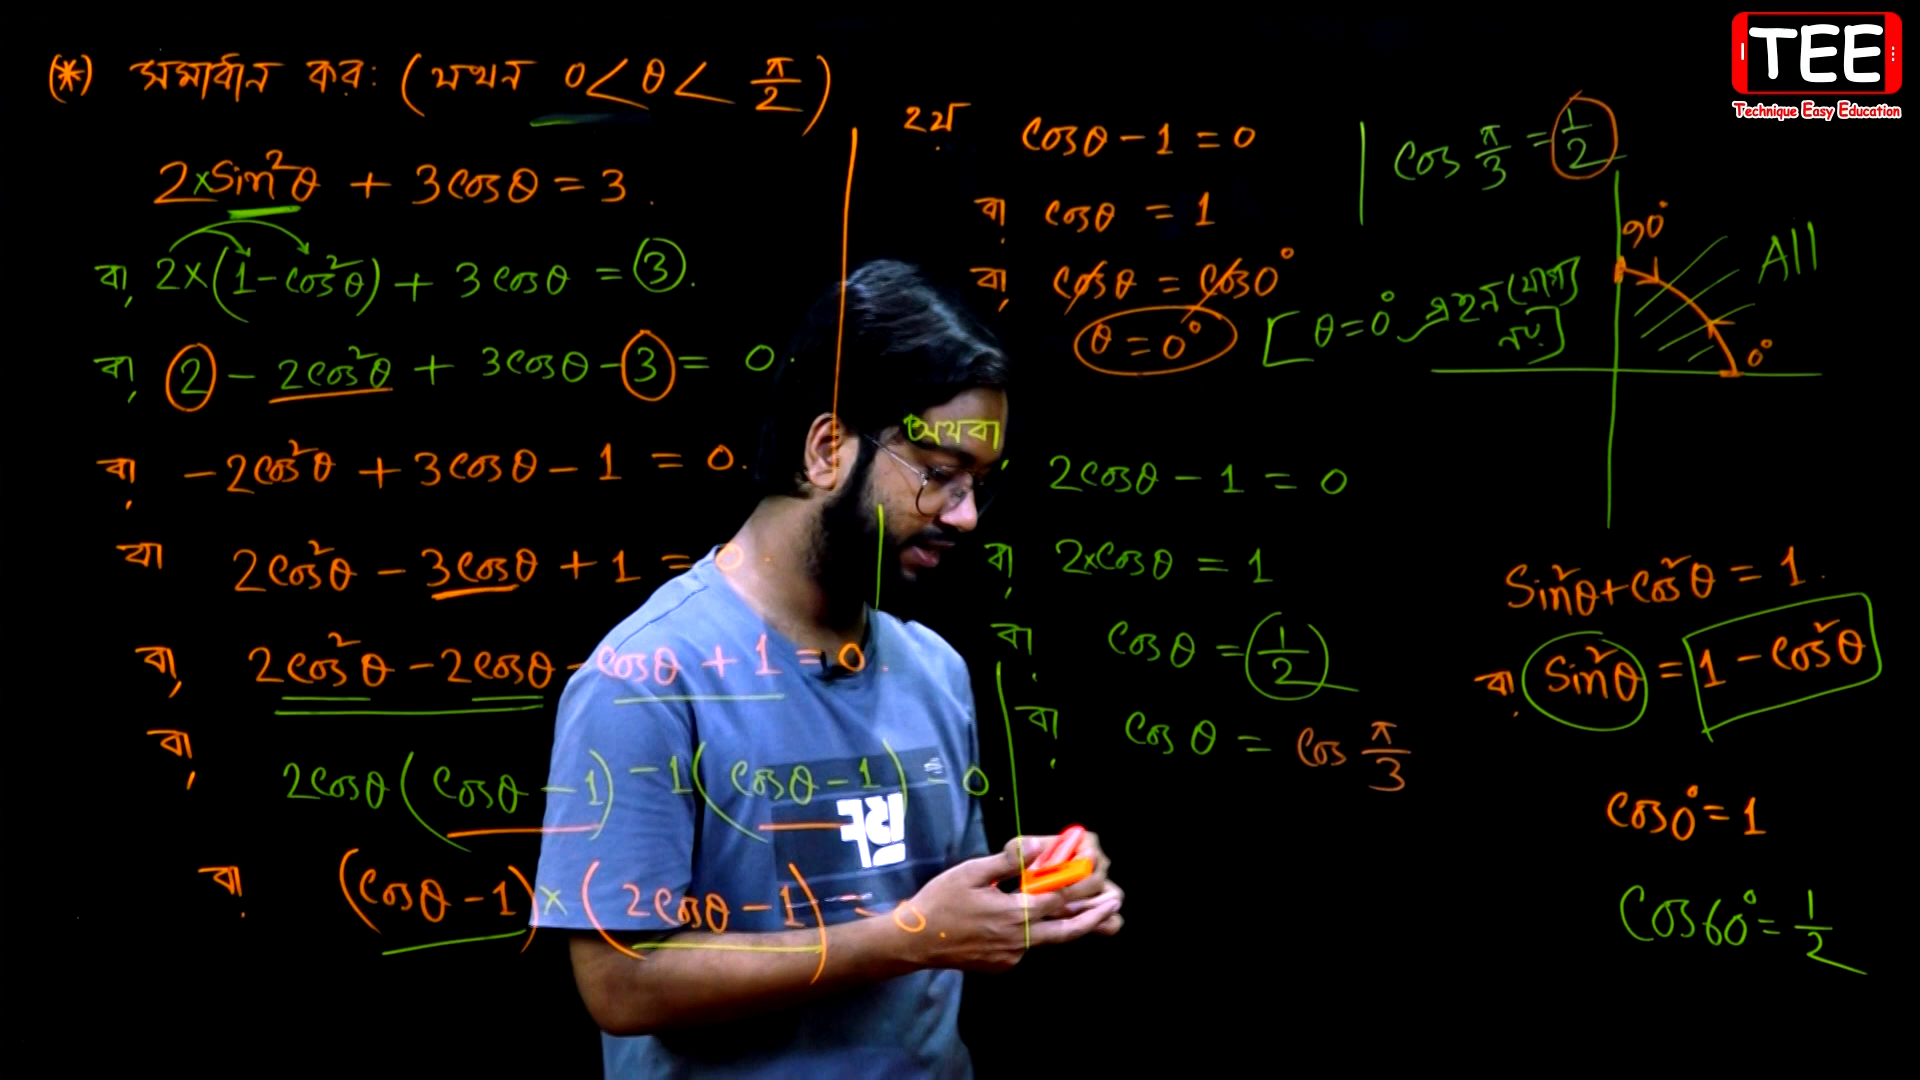 (*) সমাধান কর: (যখন 0 < θ < π/2)
2×sin²θ + 3cosθ = 3.
বা, 2×(1-cos²θ) + 3cosθ = 3.
বা, 2 - 2cos²θ + 3cosθ - 3 = 0.
বা, -2cos²θ + 3cosθ - 1 = 0.
বা 2cos²θ - 3cosθ + 1 = 0.
বা, 2cos²θ - 2cosθ - cosθ + 1 = 0.
বা,
2cosθ(cosθ - 1) - 1(cosθ - 1) = 0.
বা, (cosθ - 1) × (2cosθ - 1) = 0.
হয় cosθ - 1 = 0
বা, cosθ = 1
বা, cosθ = cos0°
θ = 0° [θ = 0° গ্রহন যোগ্য নয়]
অথবা, 2cosθ - 1 = 0
বা, 2×cosθ = 1
বা, cosθ = 1/2
বা, cosθ = cos π/3
cos π/3 = 1/2
90°
All
0°
sin²θ + cos²θ = 1.
বা, sin²θ = 1 - cos²θ
cos0° = 1
cos60° = 1/2
TEE
Technique Easy Education